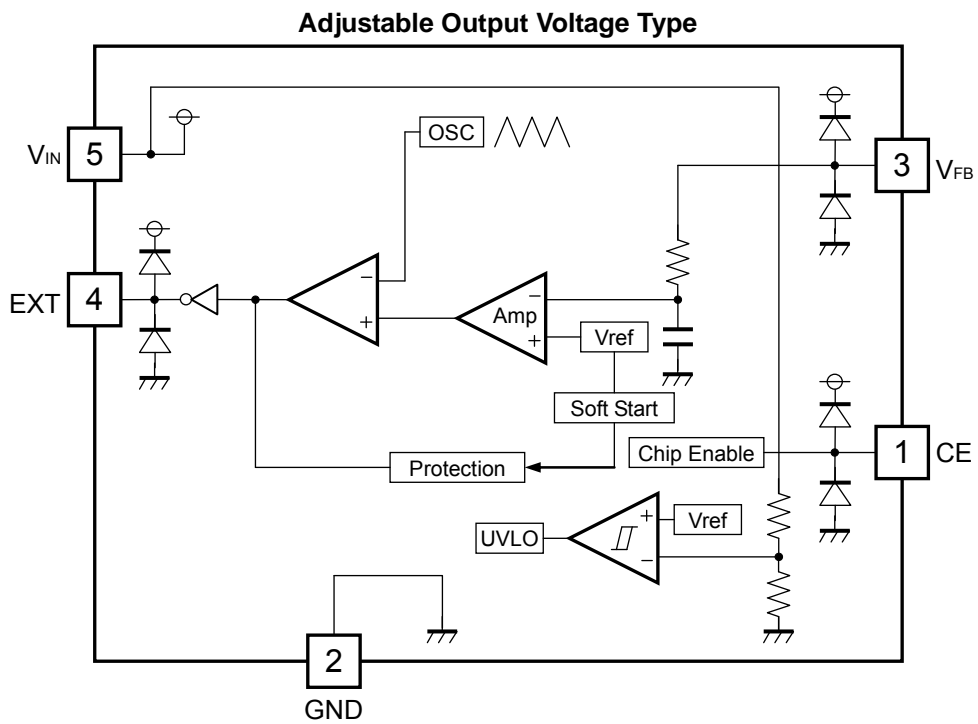 Adjustable Output Voltage Type
OSC
VIN
5
3
VFB
EXT
4
−
+
Amp
−
+
Vref
Soft Start
Chip Enable
1
CE
Protection
UVLO
+
−
Vref
2
GND